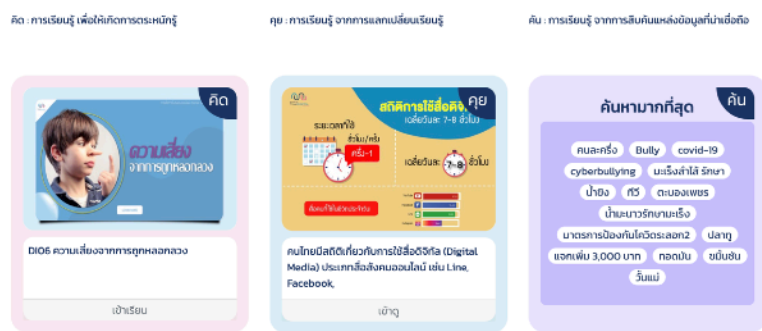 คิด : การเรียนรู้ เพื่อให้เกิดการตระหนักรู้
คุย : การเรียนรู้ จากการแลกเปลี่ยนเรียนรู้
ค้น : การเรียนรู้ จากการสืบค้นแหล่งข้อมูลที่น่าเชื่อถือ
คิด
ความเสี่ยง
จากการถูกหลอกลวง
DI06 ความเสี่ยงจากการถูกหลอกลวง
เข้าเรียน
คุย
สถิติการใช้สื่อดิจิ
เฉลี่ยวันละ 7-8 ชั่วโมง
ระยะเวลาที่ใช้
ชั่วโมง/ครั้ง
ครึ่ง-1
เฉลี่ยวันละ 7-8 ชั่วโมง
คนไทยมีสถิติเกี่ยวกับการใช้สื่อดิจิทัล (Digital
Media) ประเภทสื่อสังคมออนไลน์ เช่น Line,
Facebook,
เข้าดู
ค้น
ค้นหามากที่สุด
คนละครึ่ง Bully covid-19
cyberbullying มะเร็งลำไส้ รักษา
น้ำขิง ทีวี ตะบองเพชร
น้ำมะนาวรักษามะเร็ง
มาตรการป้องกันโควิดระลอก2 ปลาทู
แจกเพิ่ม 3,000 บาท ทอดมัน ขมิ้นชัน
วันแม่